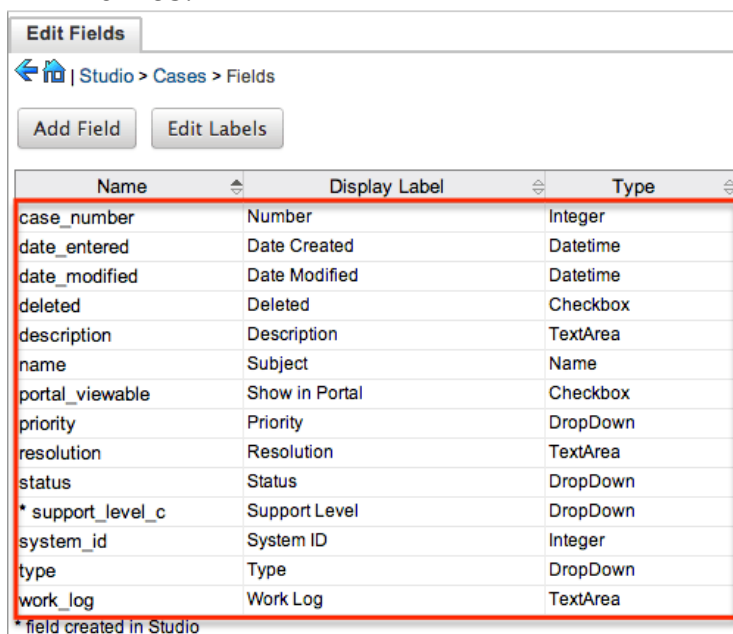 Edit Fields
| Studio > Cases > Fields
Add Field Edit Labels
Name Display Label Type
case_number Number Integer
date_entered Date Created Datetime
date_modified Date Modified Datetime
deleted Deleted Checkbox
description Description TextArea
name Subject Name
portal_viewable Show in Portal Checkbox
priority Priority DropDown
resolution Resolution TextArea
status Status DropDown
* support_level_c Support Level DropDown
system_id System ID Integer
type Type DropDown
work_log Work Log TextArea
* field created in Studio